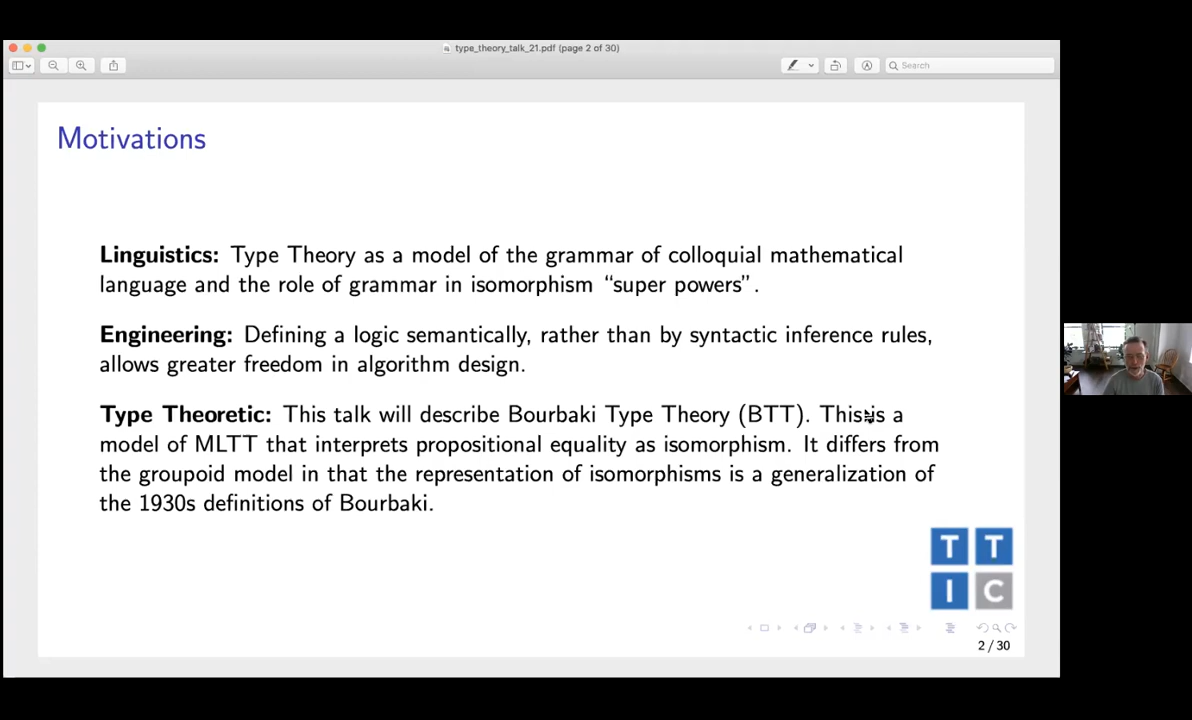 type_theory_talk_21.pdf (page 2 of 30)
Search
Motivations
Linguistics: Type Theory as a model of the grammar of colloquial mathematical
language and the role of grammar in isomorphism “super powers”.
Engineering: Defining a logic semantically, rather than by syntactic inference rules,
allows greater freedom in algorithm design.
Type Theoretic: This talk will describe Bourbaki Type Theory (BTT). This is a
model of MLTT that interprets propositional equality as isomorphism. It differs from
the groupoid model in that the representation of isomorphisms is a generalization of
the 1930s definitions of Bourbaki.
T T
I C
2 / 30